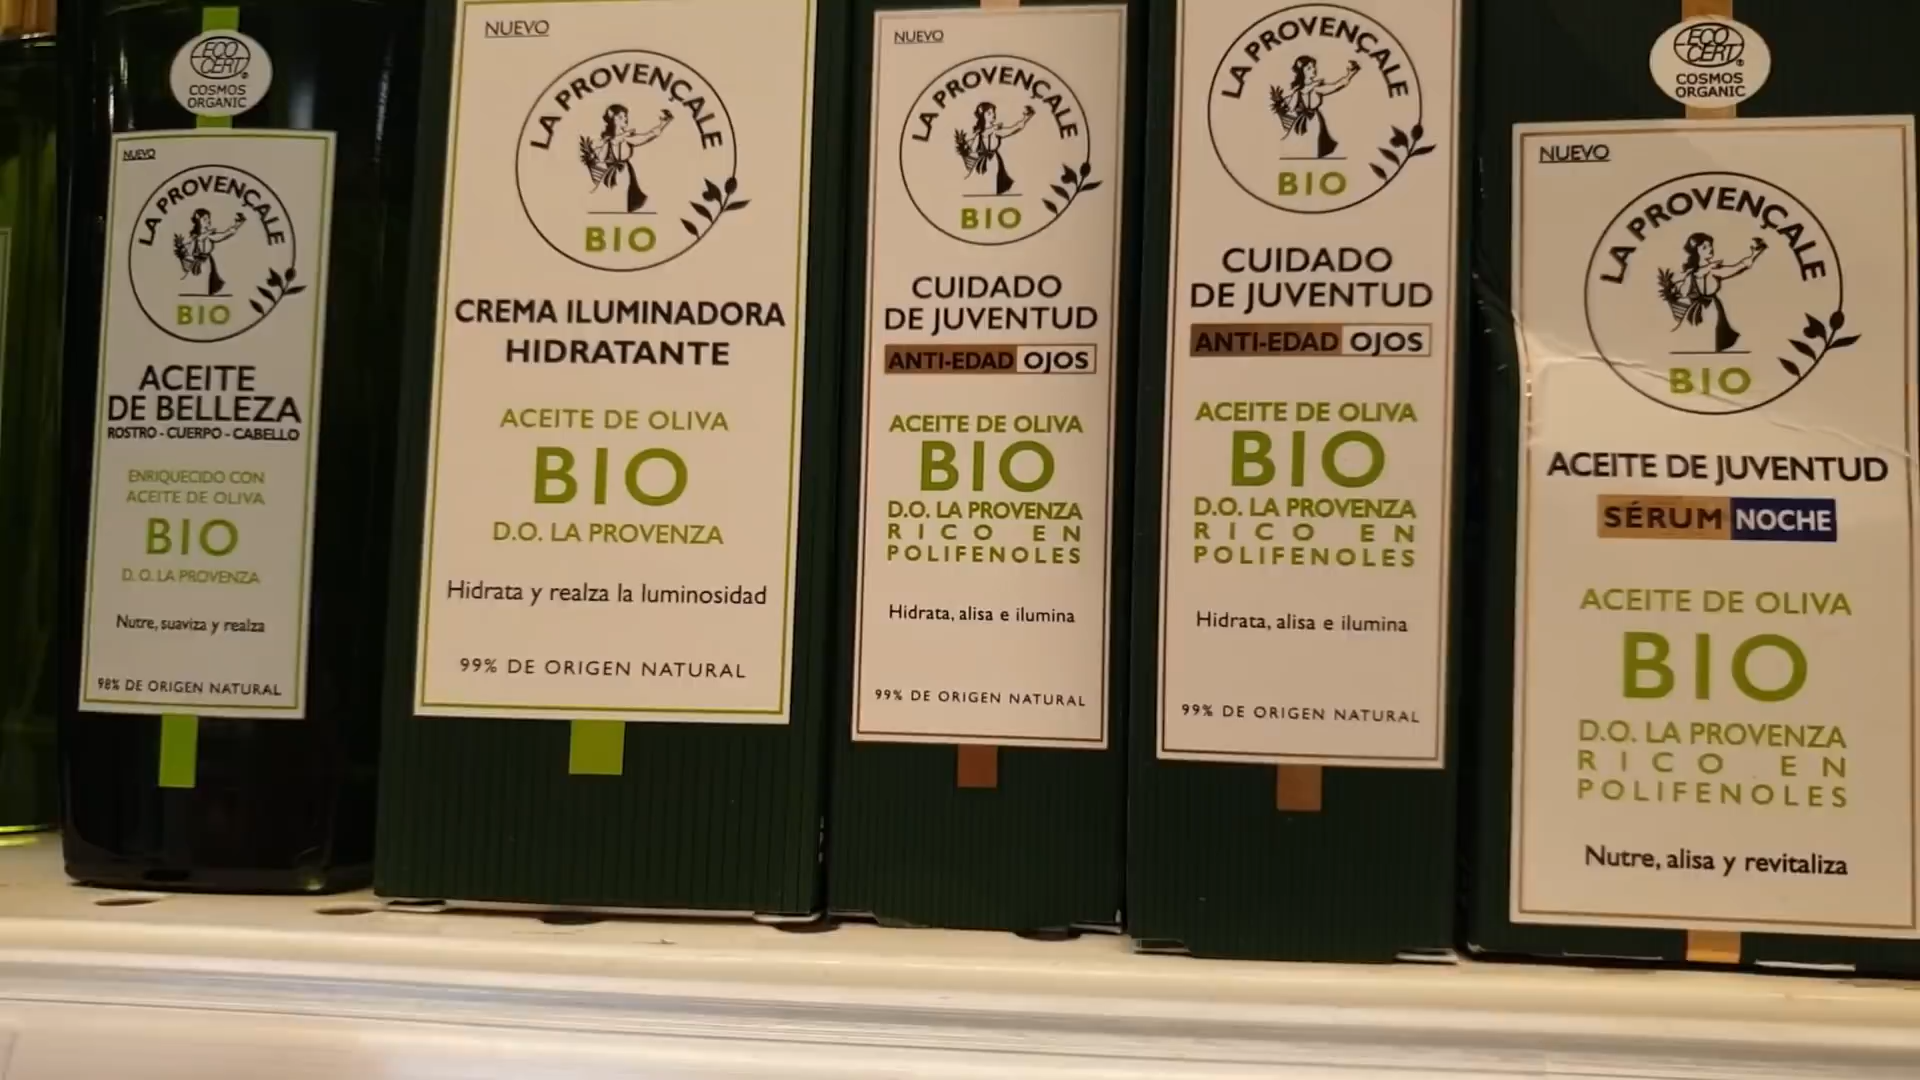 ECO
CERT®
COSMOS
ORGANIC
NUEVO
LA PROVENÇALE
BIO
ACEITE
DE BELLEZA
ROSTRO - CUERPO - CABELLO
ENRIQUECIDO CON
ACEITE DE OLIVA
BIO
D. O. LA PROVENZA
Nutre, suaviza y realza
98% DE ORIGEN NATURAL
NUEVO
LA PROVENÇALE
BIO
CREMA ILUMINADORA
HIDRATANTE
ACEITE DE OLIVA
BIO
D.O. LA PROVENZA
Hidrata y realza la luminosidad
99% DE ORIGEN NATURAL
NUEVO
LA PROVENÇALE
BIO
CUIDADO
DE JUVENTUD
ANTI-EDAD OJOS
ACEITE DE OLIVA
BIO
D.O. LA PROVENZA
RICO EN
POLIFENOLES
Hidrata, alisa e ilumina
99% DE ORIGEN NATURAL
LA PROVENÇALE
BIO
CUIDADO
DE JUVENTUD
ANTI-EDAD OJOS
ACEITE DE OLIVA
BIO
D.O. LA PROVENZA
RICO EN
POLIFENOLES
Hidrata, alisa e ilumina
99% DE ORIGEN NATURAL
ECO
CERT®
COSMOS
ORGANIC
NUEVO
LA PROVENÇALE
BIO
ACEITE DE JUVENTUD
SÉRUM NOCHE
ACEITE DE OLIVA
BIO
D.O. LA PROVENZA
RICO EN
POLIFENOLES
Nutre, alisa y revitaliza